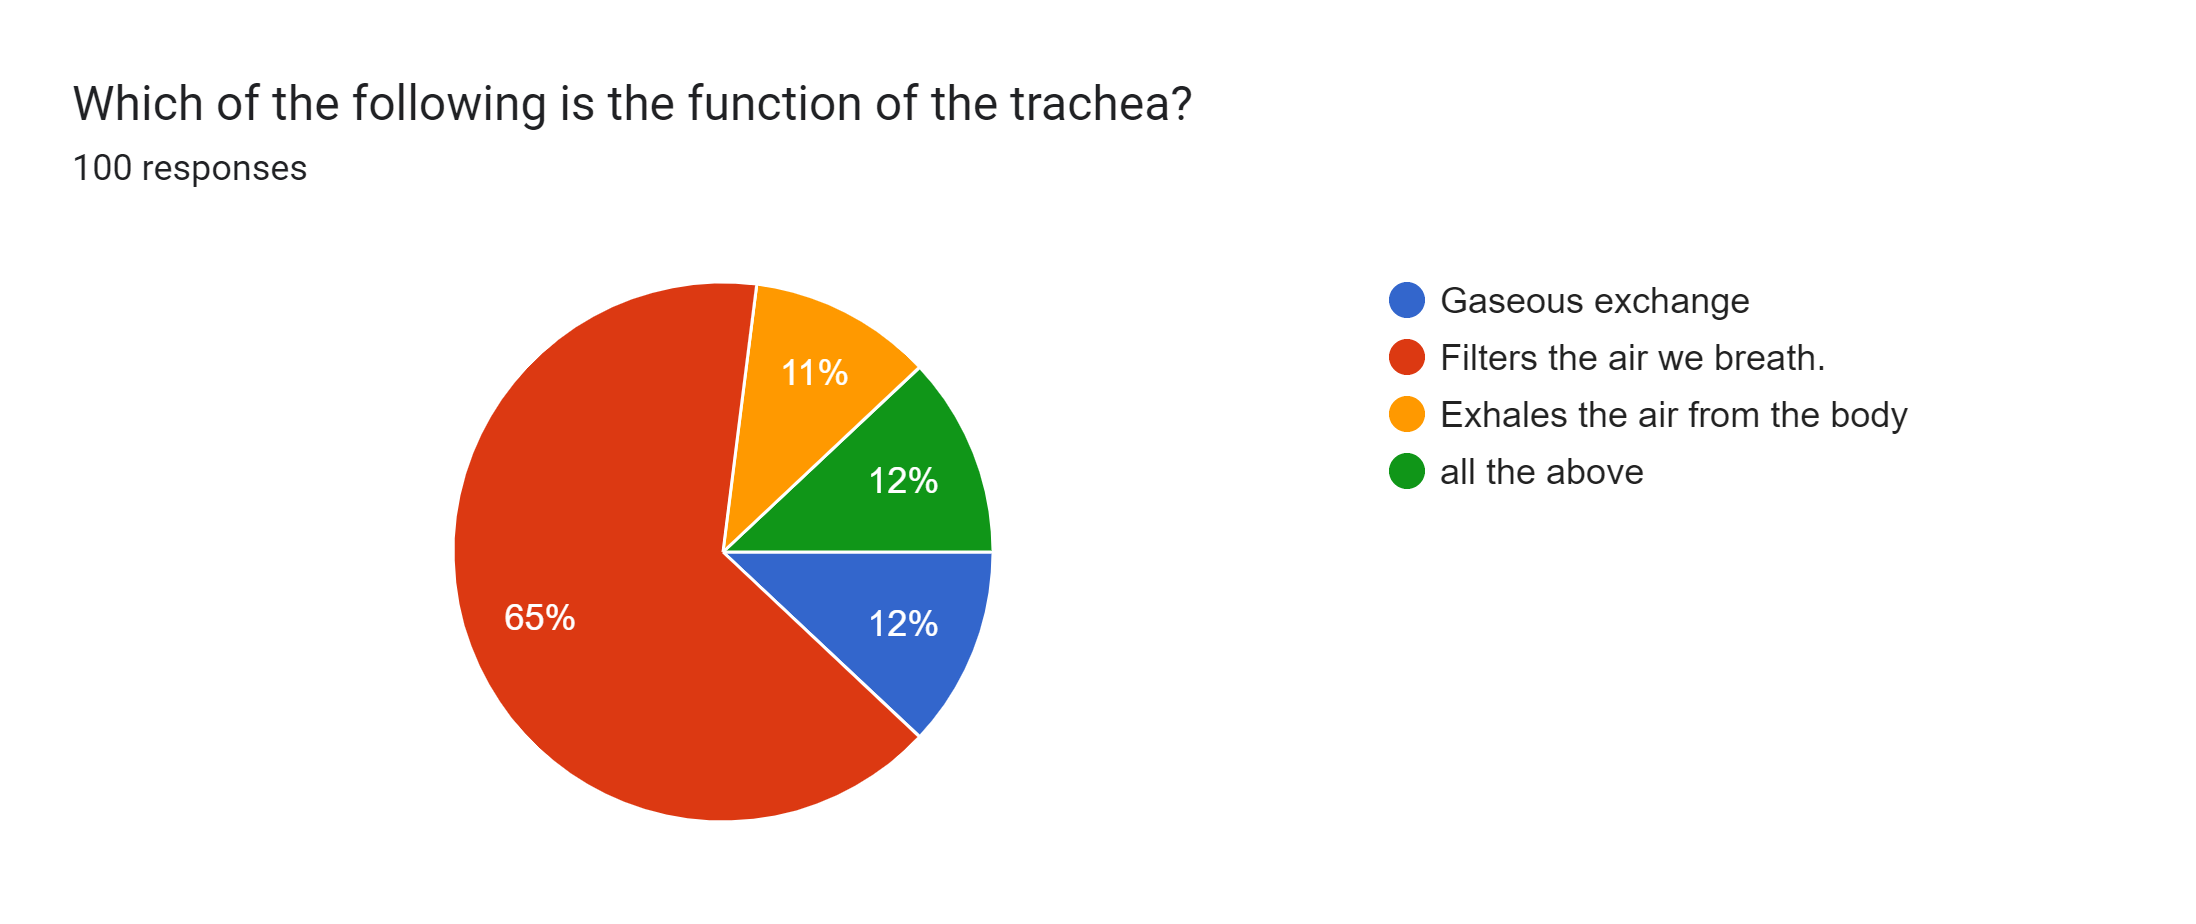 Which of the following is the function of the trachea?
100 responses
11%
12%
65%
12%
Gaseous exchange
Filters the air we breath.
Exhales the air from the body
all the above